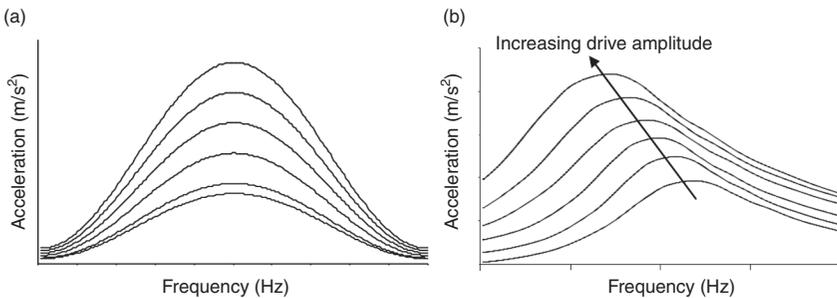 (a)
Acceleration (m/s²)
Frequency (Hz)
(b)
Increasing drive amplitude
Acceleration (m/s²)
Frequency (Hz)